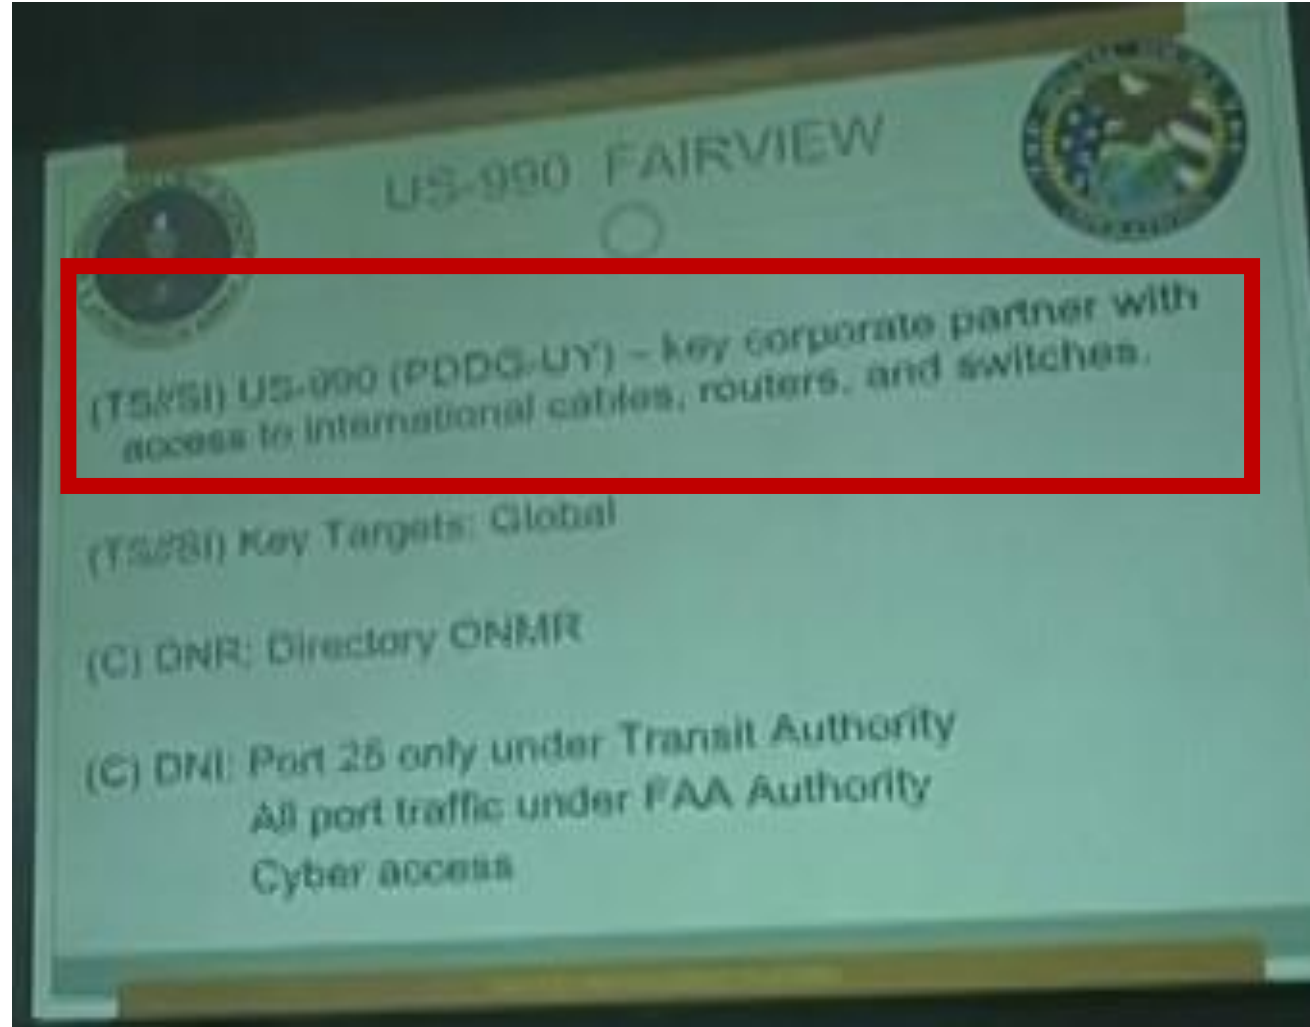 US-990 FAIRVIEW
(TS//SI) US-990 (PDDG-UY) – key corporate partner with
access to international cables, routers, and switches.
(TS//SI) Key Targets: Global
(C) DNR: Directory ONMR
(C) DNI: Port 25 only under Transit Authority
All port traffic under FAA Authority
Cyber access